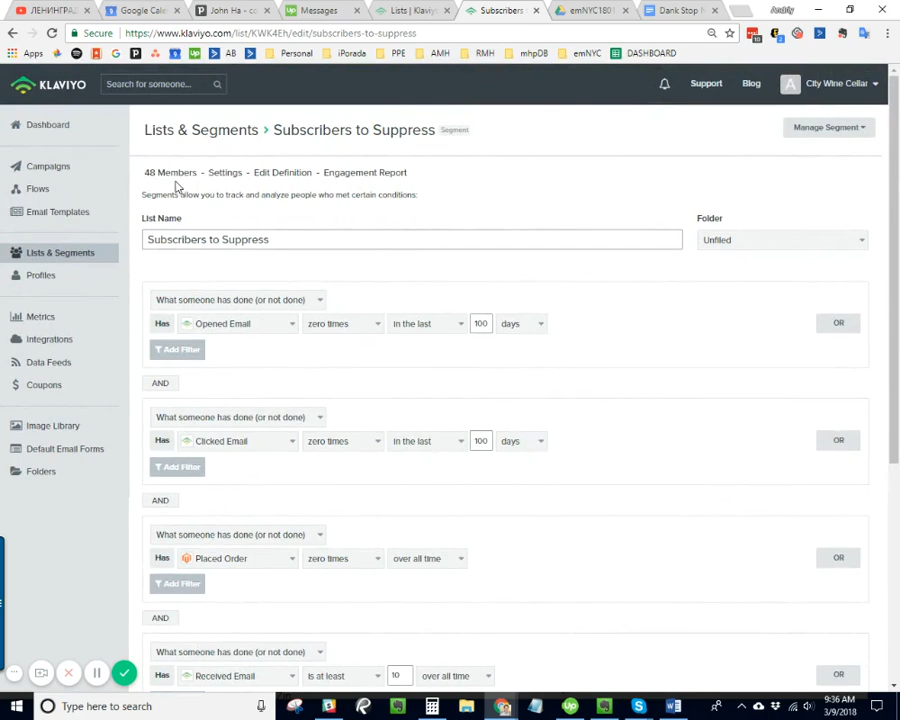 ЛЕНИНГРАД
Google Cale
John Ha - co
Messages
Lists | Klaviyo
Subscribers
emNYC1801
Dank Stop M
Andriy
Secure
https://www.klaviyo.com/list/KWK4Eh/edit/subscribers-to-suppress
10
2
Apps
AB
Personal
iPorada
PPE
AMH
RMH
mhpDB
emNYC
DASHBOARD
KLAVIYO
Search for someone...
Support
Blog
A
City Wine Cellar
Dashboard
Campaigns
Flows
Email Templates
Lists & Segments
Profiles
Metrics
Integrations
Data Feeds
Coupons
Image Library
Default Email Forms
Folders
Lists & Segments > Subscribers to Suppress Segment
Manage Segment
48 Members - Settings - Edit Definition - Engagement Report
Segments allow you to track and analyze people who met certain conditions:
List Name
Folder
Subscribers to Suppress
Unfiled
What someone has done (or not done)
Has Opened Email zero times in the last 100 days OR
Add Filter
AND
What someone has done (or not done)
Has Clicked Email zero times in the last 100 days OR
Add Filter
AND
What someone has done (or not done)
Has Placed Order zero times over all time OR
Add Filter
AND
What someone has done (or not done)
Has Received Email is at least 10 over all time OR
Type here to search
9:36 AM
3/9/2018